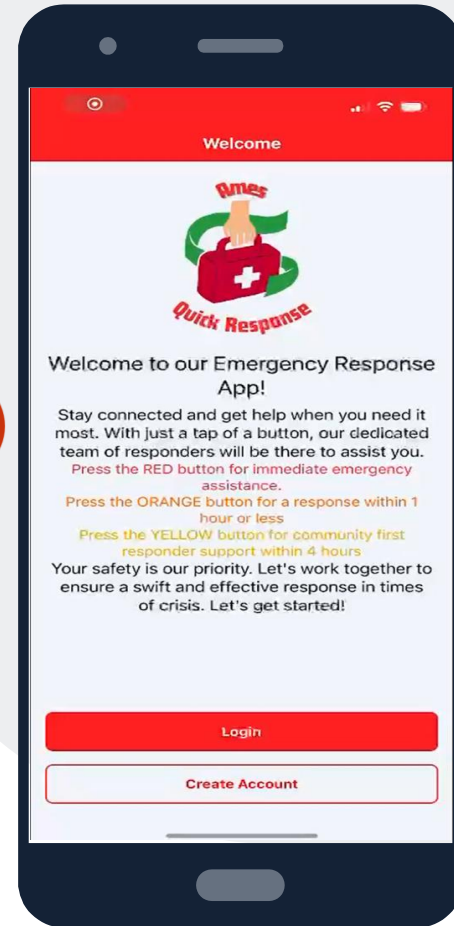 Welcome
Ames
Quick Response
Welcome to our Emergency Response
App!
Stay connected and get help when you need it
most. With just a tap of a button, our dedicated
team of responders will be there to assist you.
Press the RED button for immediate emergency
assistance.
Press the ORANGE button for a response within 1
hour or less
Press the YELLOW button for community first
responder support within 4 hours
Your safety is our priority. Let's work together to
ensure a swift and effective response in times
of crisis. Let's get started!
Login
Create Account